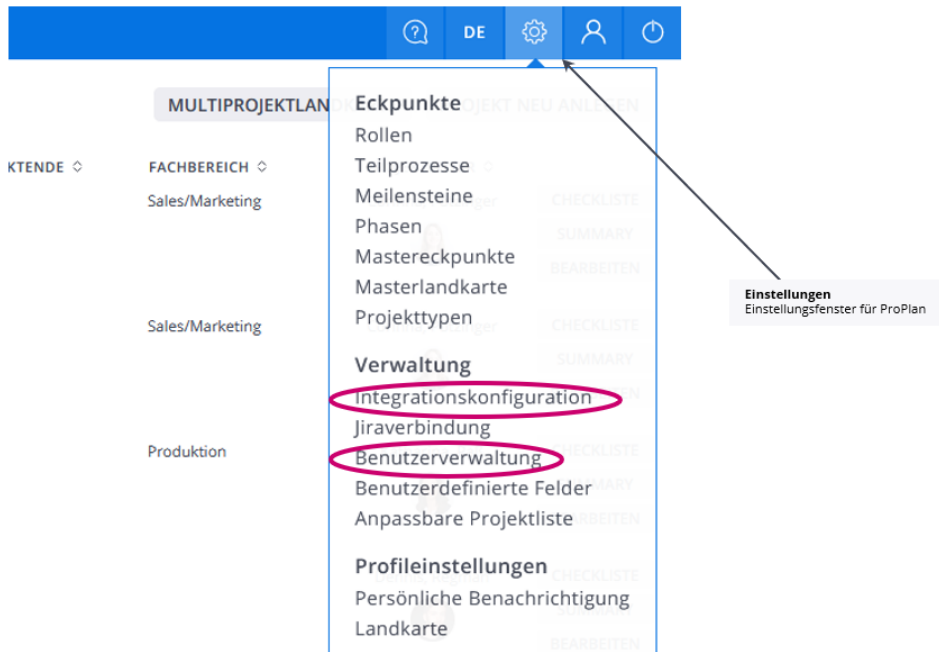 DE
MULTIPROJEKTLAN
PROJEKT NEU ANLEGEN
KTENDE
FACHBEREICH
Sales/Marketing
CHECKLISTE
SUMMARY
BEARBEITEN
Sales/Marketing
CHECKLISTE
SUMMARY
Produktion
CHECKLISTE
SUMMARY
BEARBEITEN
CHECKLISTE
SUMMARY
BEARBEITEN
Eckpunkte
Rollen
Teilprozesse
Meilensteine
Phasen
Mastereckpunkte
Masterlandkarte
Projekttypen
Verwaltung
Integrationskonfiguration
Jiraverbindung
Benutzerverwaltung
Benutzerdefinierte Felder
Anpassbare Projektliste
Profileinstellungen
Persönliche Benachrichtigung
Landkarte
Einstellungen
Einstellungsfenster für ProPlan